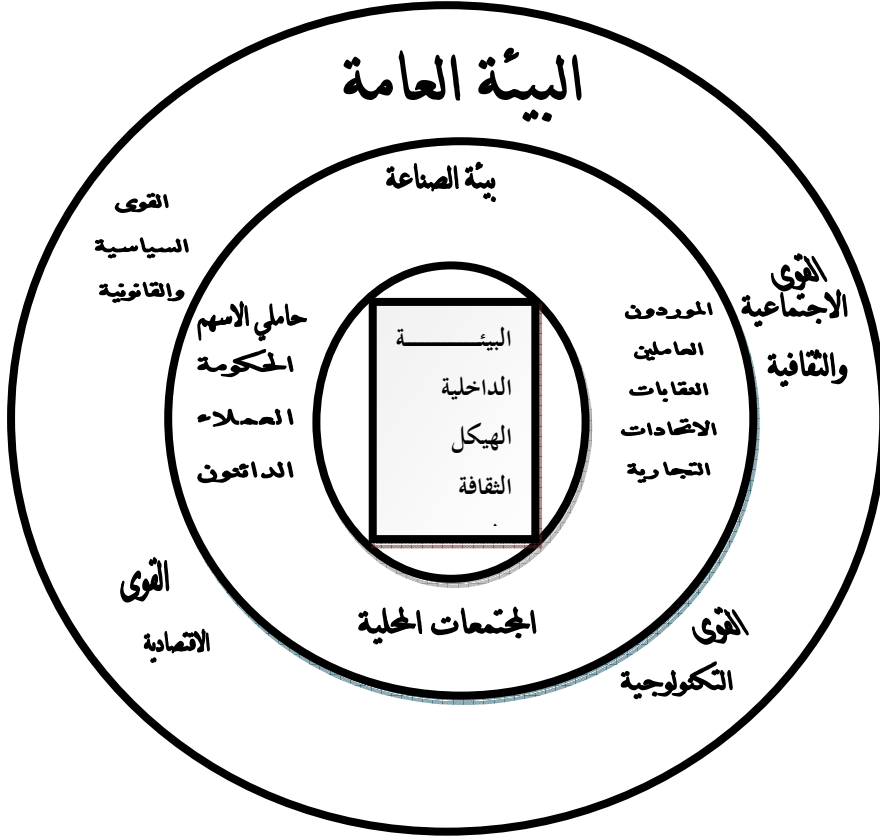 البيئة العامة
بيئة الصناعة
القوى
الاجتماعية
والثقافية
القوى
السياسية
والقانونية
الموردون
العاملين
النقابات
الاتحادات
التجارية
البيئـــــــــة
الداخلية
الهيكل
الثقافة
حاملي الاسهم
الحكومة
العملاء
الدائنون
المجتمعات المحلية
القوى
التكنولوجية
القوى
الاقتصادية